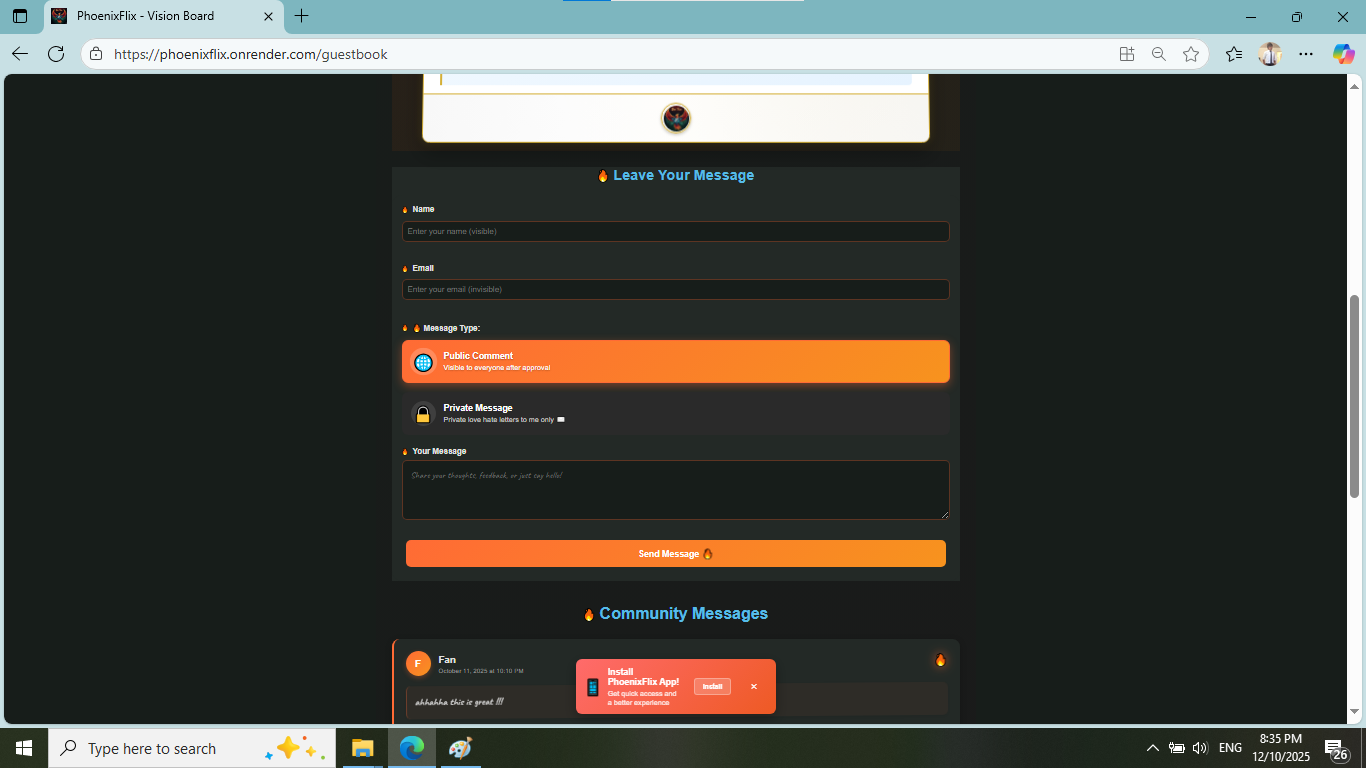 PhoenixFlix - Vision Board
https://phoenixflix.onrender.com/guestbook
Leave Your Message
Name
Enter your name (visible)
Email
Enter your email (invisible)
Message Type:
Public Comment
Visible to everyone after approval
Private Message
Private love hate letters to me only
Your Message
Share your thoughts, feedback, or just say hello!
Send Message
Community Messages
F
Fan
October 11, 2025 at 10:10 PM
ahhahha this is great !!!
Install
PhoenixFlix App!
Get quick access and
a better experience
Install
Type here to search
ENG
8:35 PM
12/10/2025
26